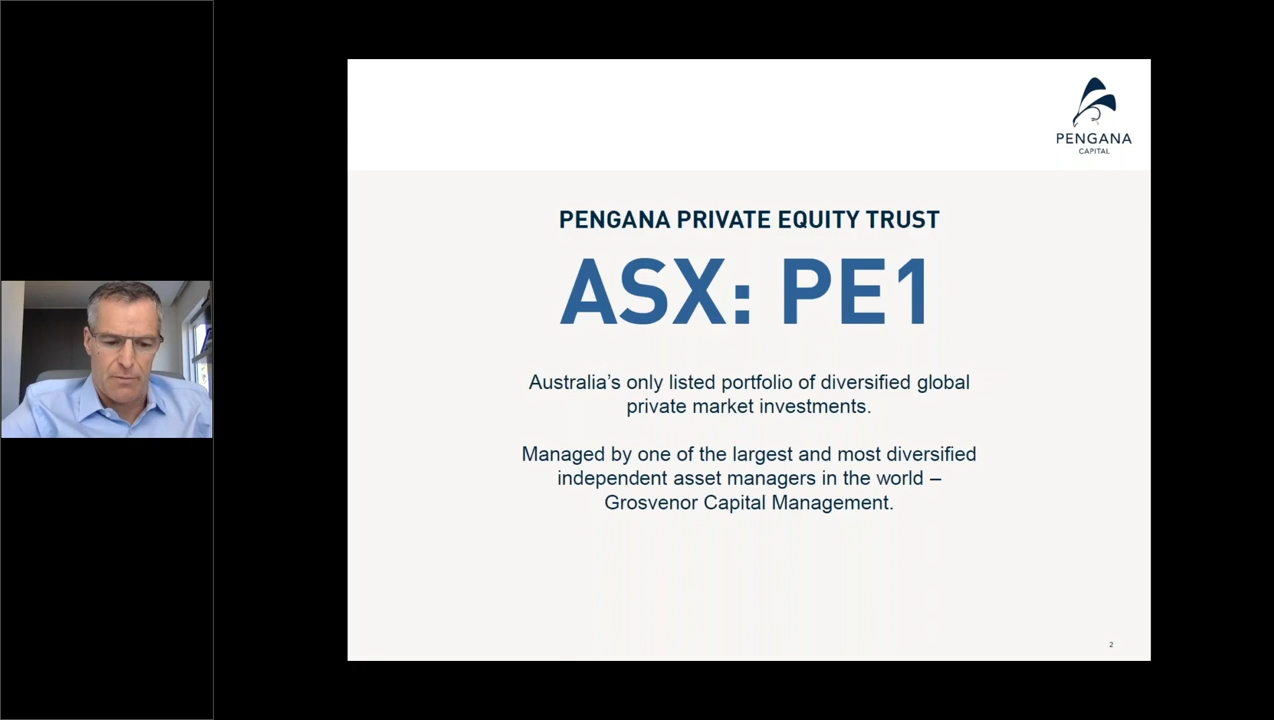 PENGANA
CAPITAL
PENGANA PRIVATE EQUITY TRUST
ASX: PE1
Australia’s only listed portfolio of diversified global
private market investments.
Managed by one of the largest and most diversified
independent asset managers in the world –
Grosvenor Capital Management.
2